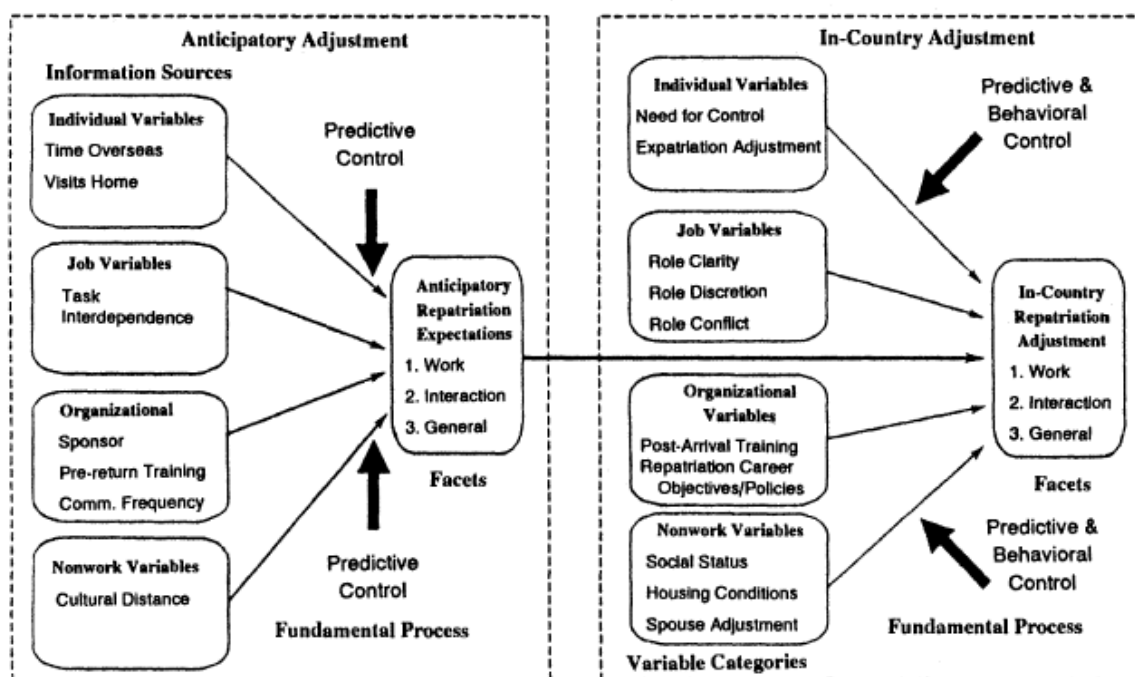 Anticipatory Adjustment
Information Sources
Individual Variables
Time Overseas
Visits Home
Job Variables
Task
Interdependence
Organizational
Sponsor
Pre-return Training
Comm. Frequency
Nonwork Variables
Cultural Distance
Predictive
Control
Anticipatory
Repatriation
Expectations
1. Work
2. Interaction
3. General
Facets
Predictive
Control
Fundamental Process
In-Country Adjustment
Individual Variables
Need for Control
Expatriation Adjustment
Job Variables
Role Clarity
Role Discretion
Role Conflict
Organizational
Variables
Post-Arrival Training
Repatriation Career
Objectives/Policies
Nonwork Variables
Social Status
Housing Conditions
Spouse Adjustment
Variable Categories
Predictive &
Behavioral
Control
In-Country
Repatriation
Adjustment
1. Work
2. Interaction
3. General
Facets
Predictive &
Behavioral
Control
Fundamental Process